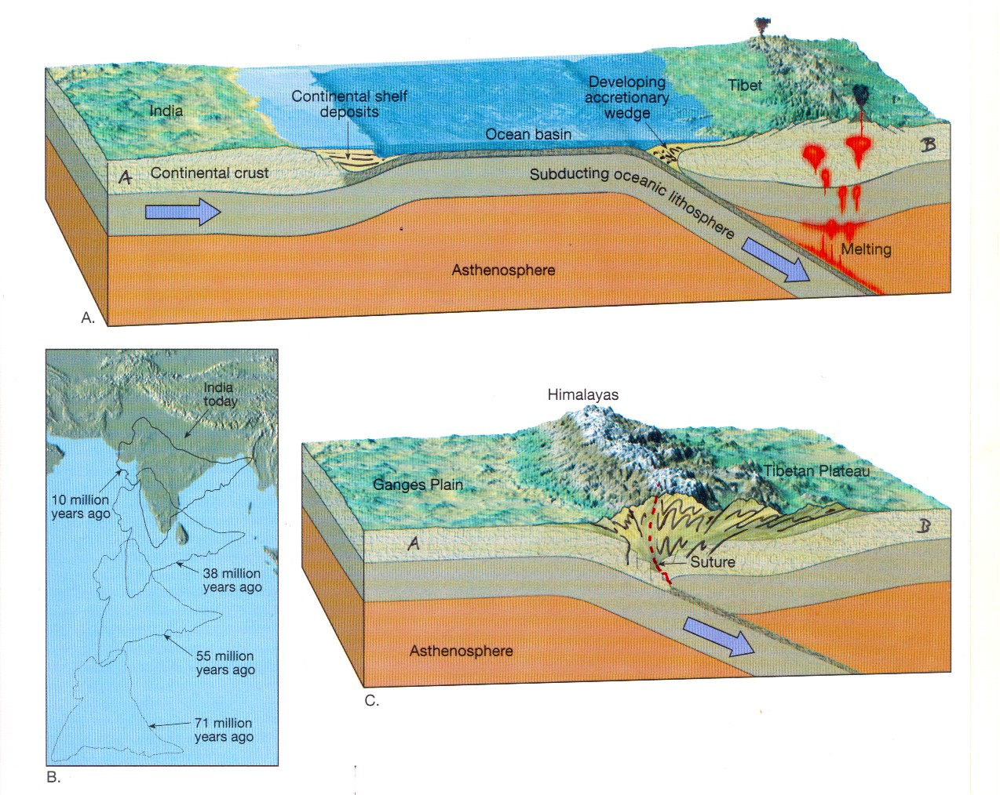 India
Continental shelf
deposits
Developing
accretionary
wedge
Tibet
Ocean basin
B
A
Continental crust
Subducting oceanic lithosphere
Melting
Asthenosphere
A.
India
today
10 million
years ago
38 million
years ago
55 million
years ago
71 million
years ago
B.
Himalayas
Ganges Plain
Tibetan Plateau
A
B
Suture
Asthenosphere
C.